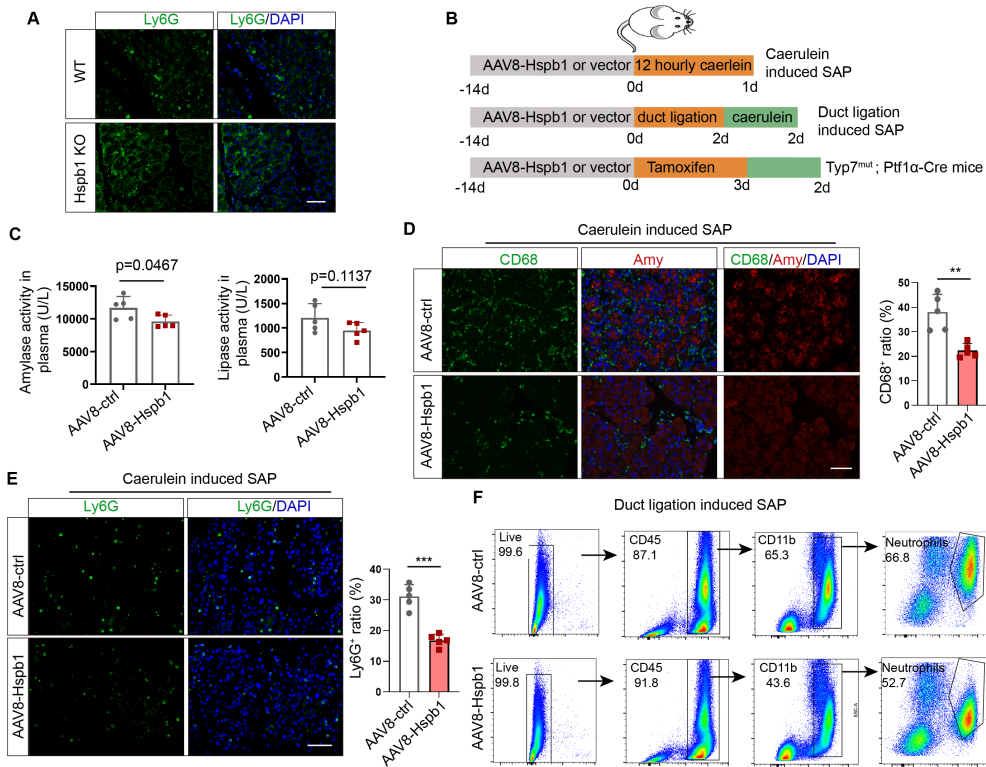 A
Ly6G
Ly6G/DAPI
WT
Hspb1 KO
B
AAV8-Hspb1 or vector
12 hourly caerlein
Caerulein
induced SAP
-14d
0d
1d
AAV8-Hspb1 or vector
duct ligation
caerulein
Duct ligation
induced SAP
-14d
0d
2d
2d
AAV8-Hspb1 or vector
Tamoxifen
Typ7mut ; Ptf1α-Cre mice
-14d
0d
3d
2d
C
p=0.0467
Amylase activity in
plasma (U/L)
15000
10000
5000
0
AAV8-ctrl
AAV8-Hspb1
p=0.1137
Lipase activity in
plasma (U/L)
2000
1500
1000
500
0
AAV8-ctrl
AAV8-Hspb1
D
Caerulein induced SAP
CD68
Amy
CD68/Amy/DAPI
AAV8-ctrl
AAV8-Hspb1
**
CD68+ ratio (%)
50
40
30
20
10
0
AAV8-ctrl
AAV8-Hspb1
E
Caerulein induced SAP
Ly6G
Ly6G/DAPI
AAV8-ctrl
AAV8-Hspb1
***
Ly6G+ ratio (%)
40
30
20
10
0
AAV8-ctrl
AAV8-Hspb1
F
Duct ligation induced SAP
AAV8-ctrl
Live
99.6
CD45
87.1
CD11b
65.3
Neutrophils
66.8
AAV8-Hspb1
Live
99.8
CD45
91.8
CD11b
43.6
SSC-A
Neutrophils
52.7